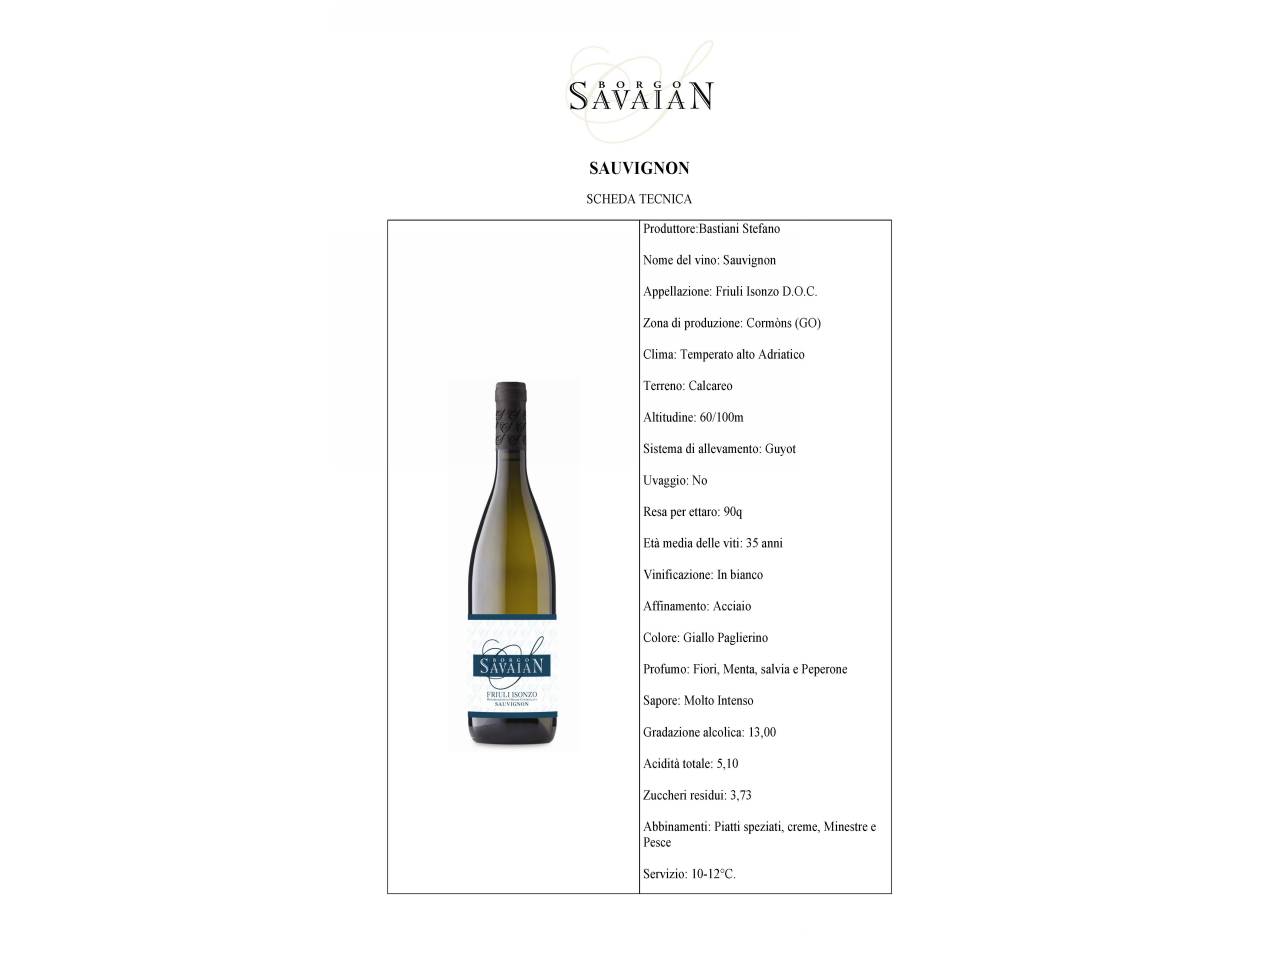 BORGO
SAVAIAN
SAUVIGNON
SCHEDA TECNICA
Produttore:Bastiani Stefano
Nome del vino: Sauvignon
Appellazione: Friuli Isonzo D.O.C.
Zona di produzione: Cormòns (GO)
Clima: Temperato alto Adriatico
Terreno: Calcareo
Altitudine: 60/100m
Sistema di allevamento: Guyot
Uvaggio: No
Resa per ettaro: 90q
Età media delle viti: 35 anni
Vinificazione: In bianco
Affinamento: Acciaio
Colore: Giallo Paglierino
Profumo: Fiori, Menta, salvia e Peperone
Sapore: Molto Intenso
Gradazione alcolica: 13,00
Acidità totale: 5,10
Zuccheri residui: 3,73
Abbinamenti: Piatti speziati, creme, Minestre e
Pesce
Servizio: 10-12°C.
BORGO
SAVAIAN
FRIULI ISONZO
SAUVIGNON